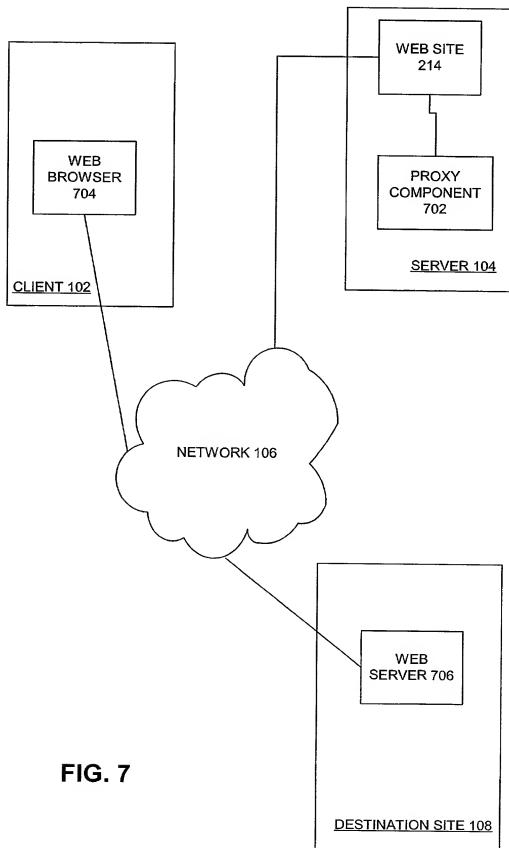 WEB SITE
214
WEB
BROWSER
704
PROXY
COMPONENT
702
SERVER 104
CLIENT 102
NETWORK 106
WEB
SERVER 706
FIG. 7
DESTINATION SITE 108